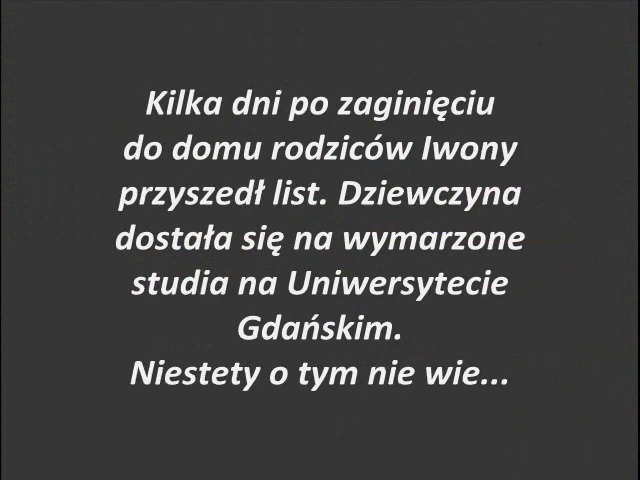 Kilka dni po zaginięciu
do domu rodziców Iwony
przyszedł list. Dziewczyna
dostała się na wymarzone
studia na Uniwersytecie
Gdańskim.
Niestety o tym nie wie...